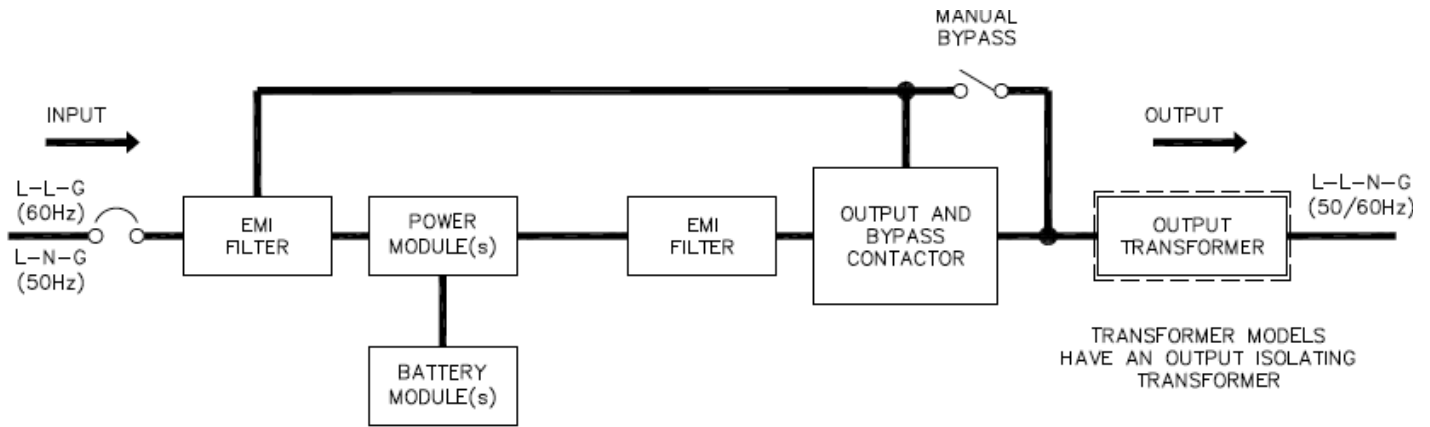 MANUAL
BYPASS
INPUT
OUTPUT
L-L-G
(60Hz)
L-N-G
(50Hz)
EMI
FILTER
POWER
MODULE(s)
EMI
FILTER
OUTPUT AND
BYPASS
CONTACTOR
OUTPUT
TRANSFORMER
L-L-N-G
(50/60Hz)
BATTERY
MODULE(s)
TRANSFORMER MODELS
HAVE AN OUTPUT ISOLATING
TRANSFORMER